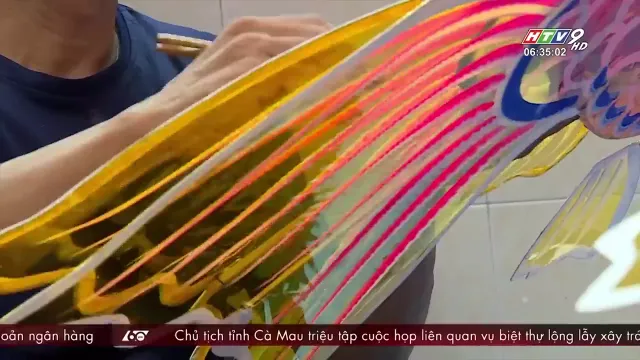 HTV9
HD
06:35:02
oản ngân hàng
60
Chủ tịch tỉnh Cà Mau triệu tập cuộc họp liên quan vụ biệt thự lộng lẫy xây trá